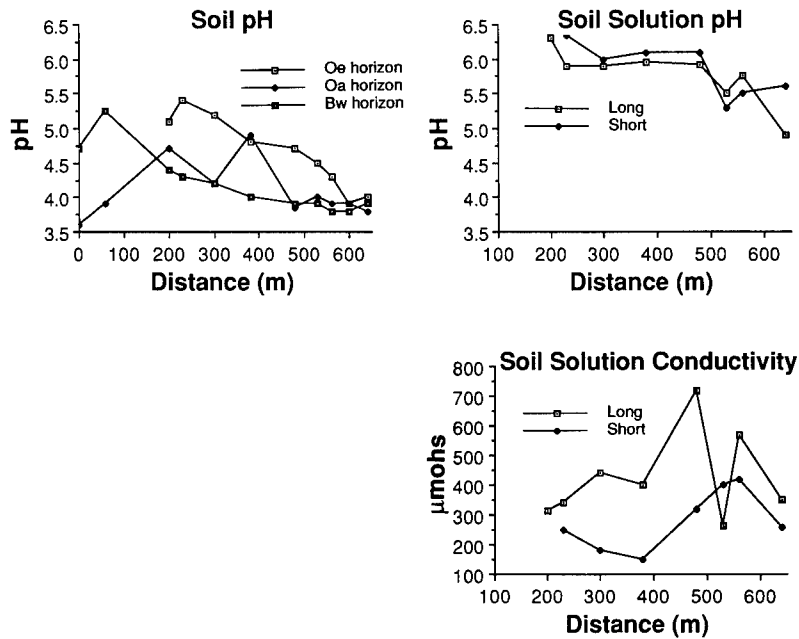 Soil pH
6.5
6.0
5.5
5.0
4.5
4.0
3.5
pH
Oe horizon
Oa horizon
Bw horizon
0 100 200 300 400 500 600
Distance (m)
Soil Solution pH
6.5
6.0
5.5
5.0
4.5
4.0
3.5
pH
Long
Short
100 200 300 400 500 600
Distance (m)
Soil Solution Conductivity
800
700
600
500
400
300
200
100
µmohs
Long
Short
100 200 300 400 500 600
Distance (m)